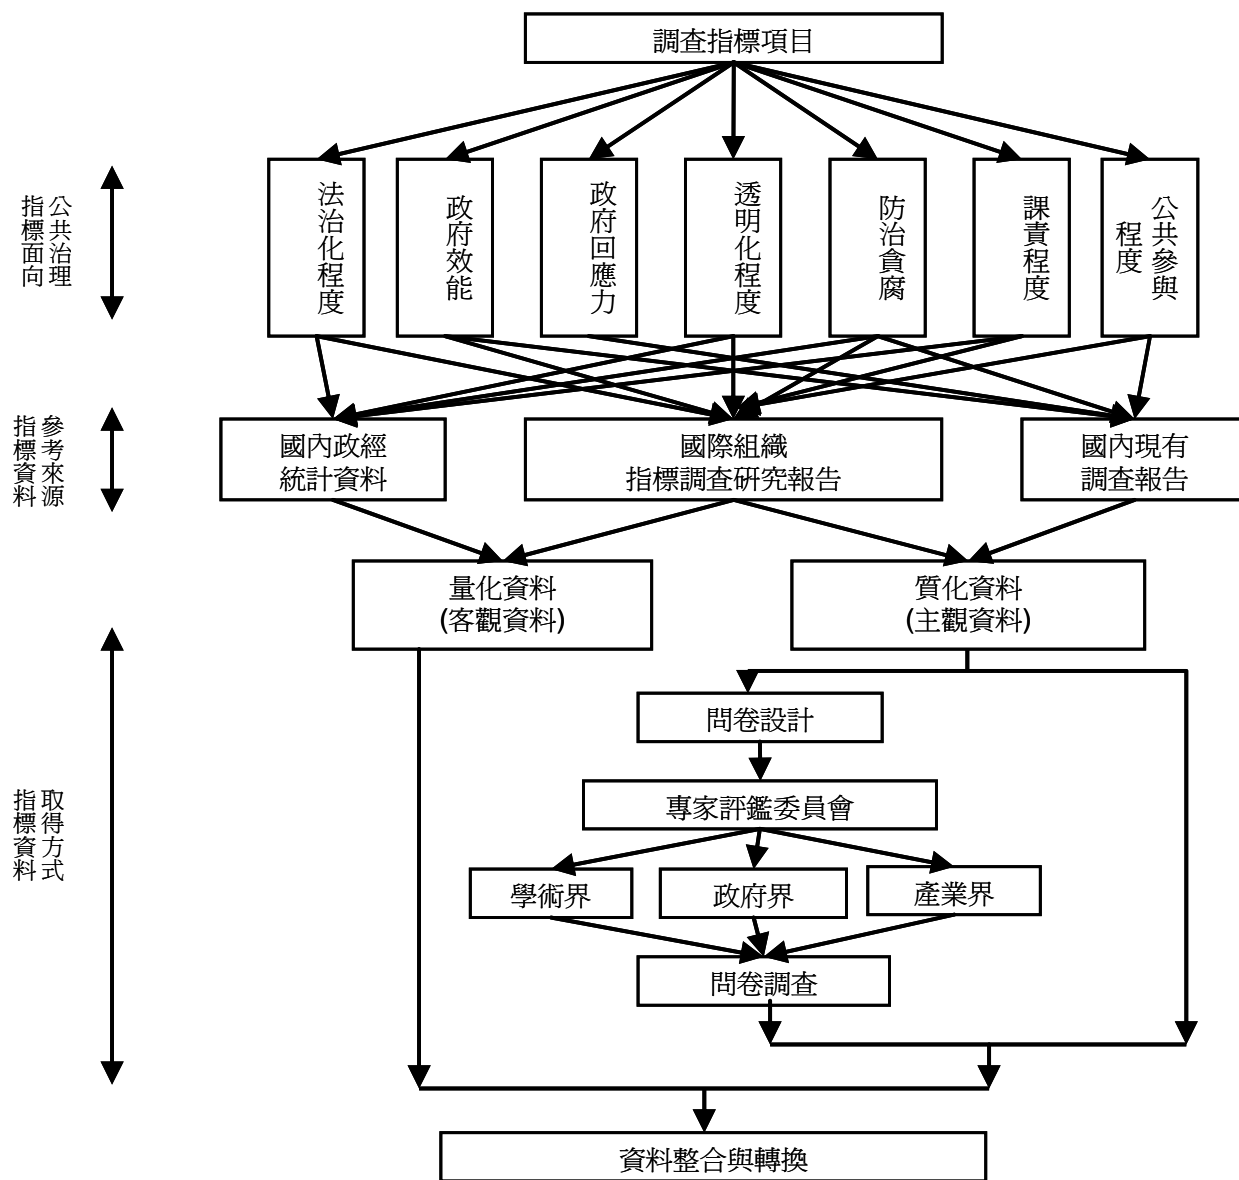 調查指標項目
公共治理
指標面向
法治化程度
政府效能
政府回應力
透明化程度
防治貪腐
課責程度
公共參與
程度
參考來源
指標資料
國內政經
統計資料
國際組織
指標調查研究報告
國內現有
調查報告
量化資料
(客觀資料)
質化資料
(主觀資料)
取得方式
指標資料
問卷設計
專家評鑑委員會
學術界
政府界
產業界
問卷調查
資料整合與轉換